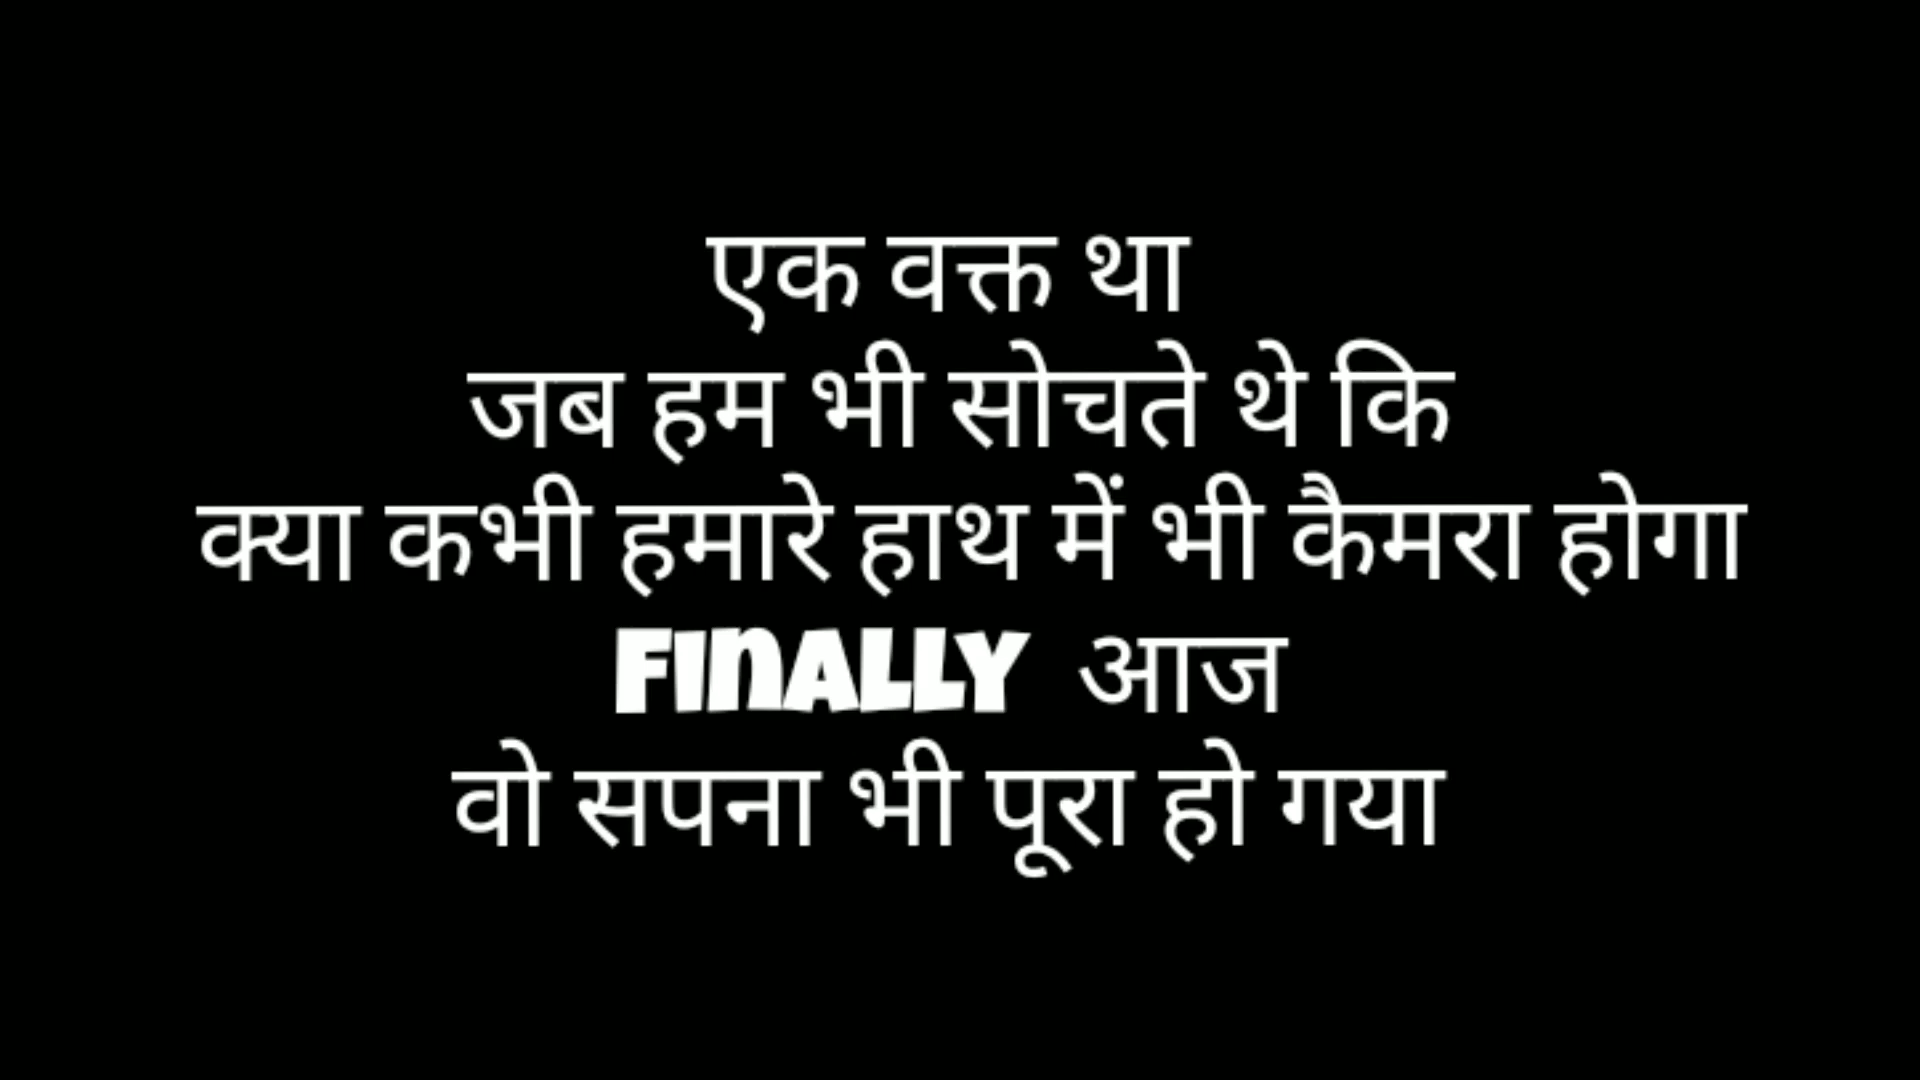 एक वक्त था
जब हम भी सोचते थे कि
क्या कभी हमारे हाथ में भी कैमरा होगा
FINALLY आज
वो सपना भी पूरा हो गया